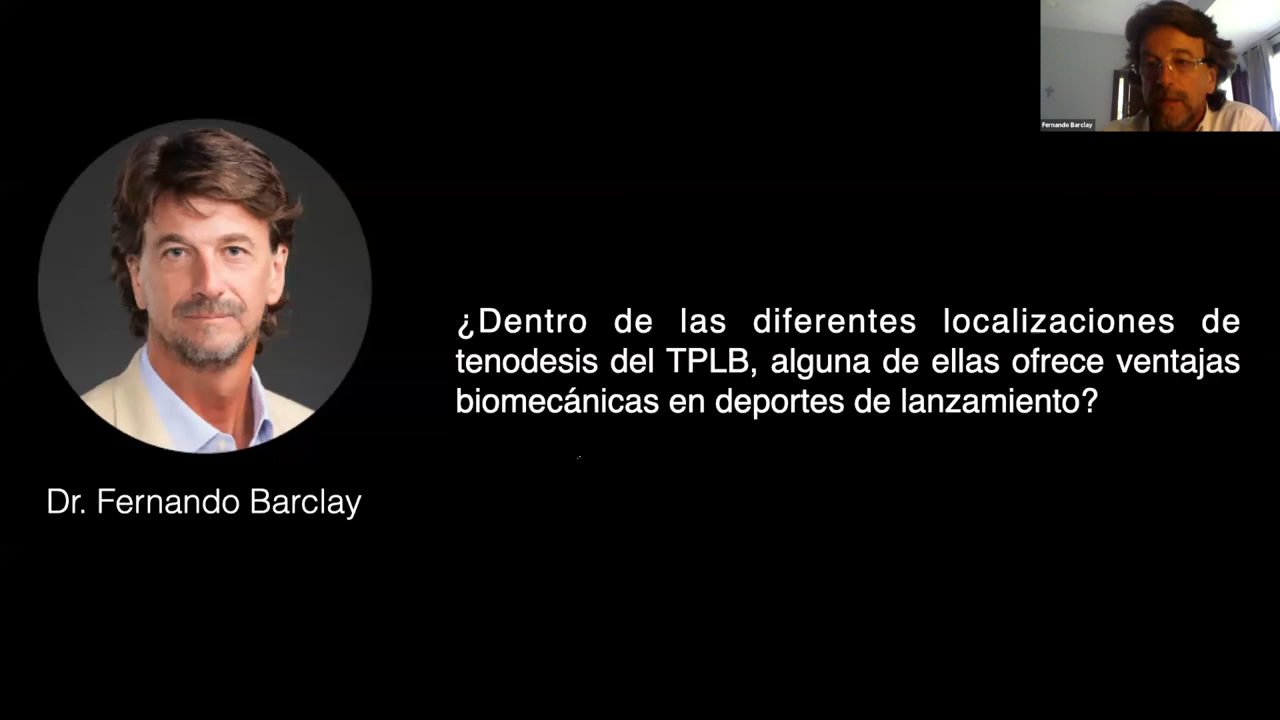 Fernando Barclay
¿Dentro de las diferentes localizaciones de
tenodesis del TPLB, alguna de ellas ofrece ventajas
biomecánicas en deportes de lanzamiento?
Dr. Fernando Barclay